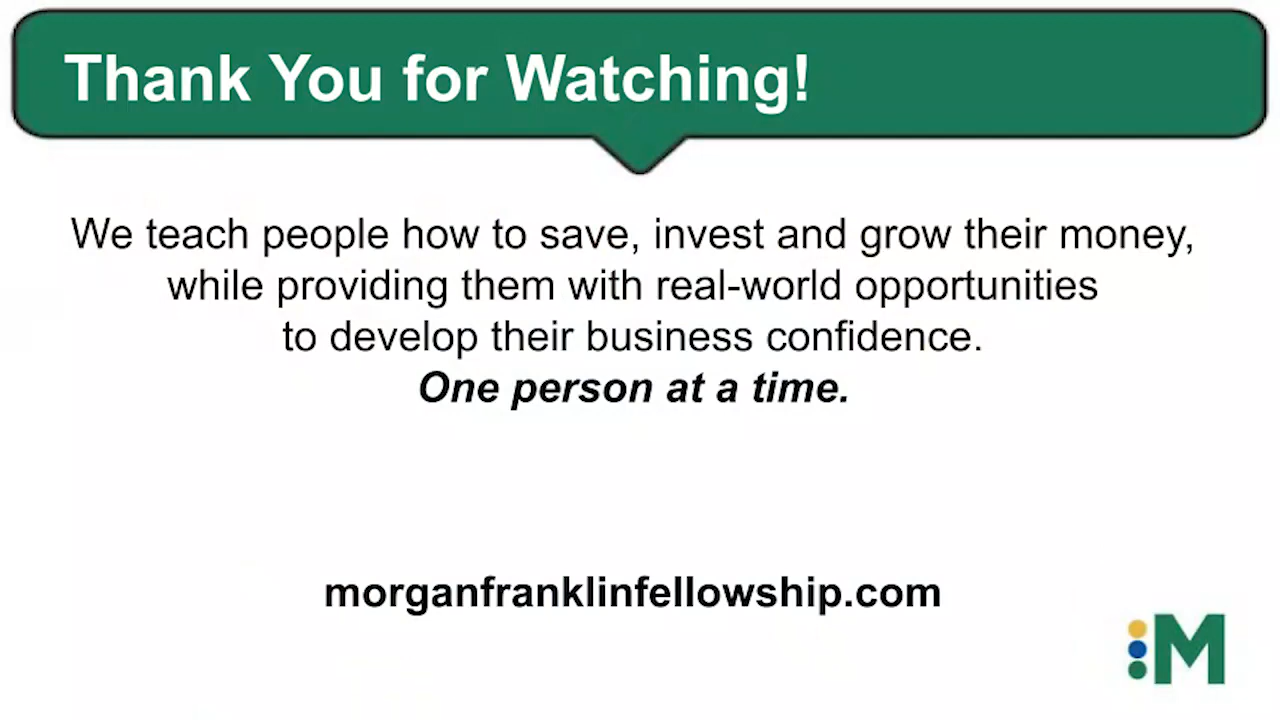 Thank You for Watching!
We teach people how to save, invest and grow their money,
while providing them with real-world opportunities
to develop their business confidence.
One person at a time.
morganfranklinfellowship.com
M